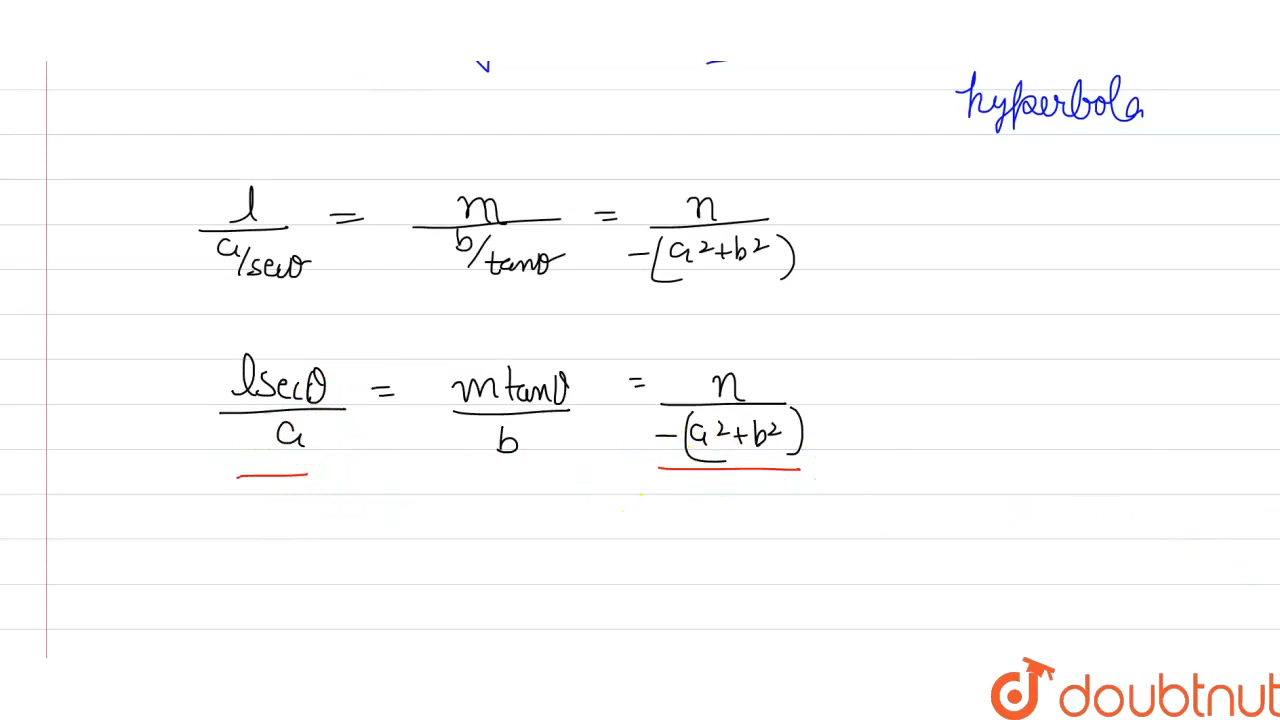 hyperbola
l/(a/secθ) = m/(b/tanθ) = n/(-(a²+b²))
lsecθ/a = mtanθ/b = n/(-(a²+b²))
doubtnut